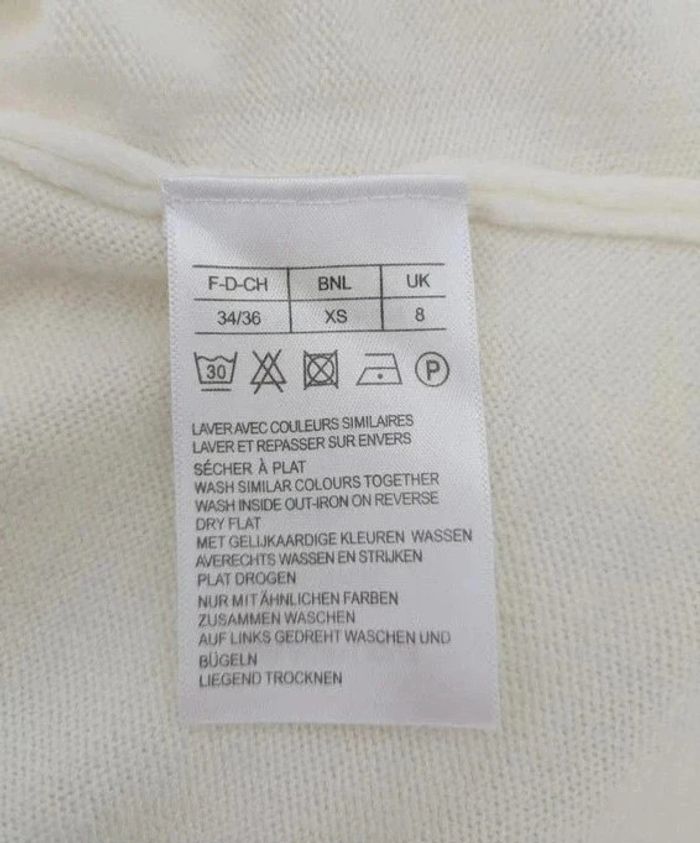 F-D-CH BNL UK
34/36 XS 8
30 P
LAVER AVEC COULEURS SIMILAIRES
LAVER ET REPASSER SUR ENVERS
SÉCHER À PLAT
WASH SIMILAR COLOURS TOGETHER
WASH INSIDE OUT-IRON ON REVERSE
DRY FLAT
MET GELIJKAARDIGE KLEUREN WASSEN
AVERECHTS WASSEN EN STRIJKEN
PLAT DROGEN
NUR MIT ÄHNLICHEN FARBEN
ZUSAMMEN WASCHEN
AUF LINKS GEDREHT WASCHEN UND
BÜGELN
LIEGEND TROCKNEN